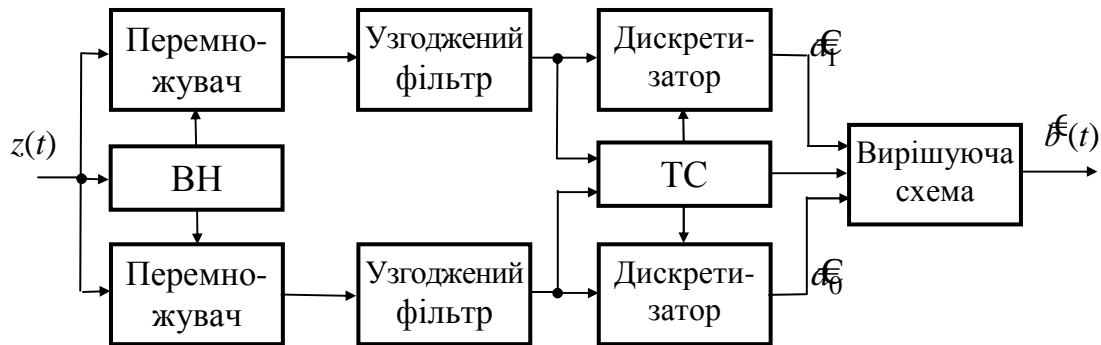 Перемно-
жувач
Узгоджений
фільтр
Дискрети-
затор
z(t)
ВН
ТС
Вирішуюча
схема
Перемно-
жувач
Узгоджений
фільтр
Дискрети-
затор